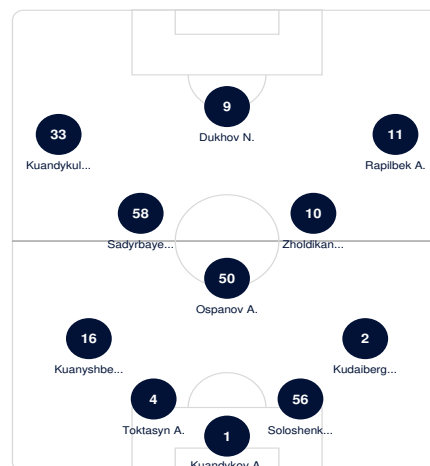 9
Dukhov N.
33
Kuandykul...
11
Rapilbek A.
58
Sadyrbaye...
10
Zholdikan...
50
Ospanov A.
16
Kuanyshbe...
2
Kudaiberg...
4
Toktasyn A.
56
Soloshenk...
1
Kuandykov A.